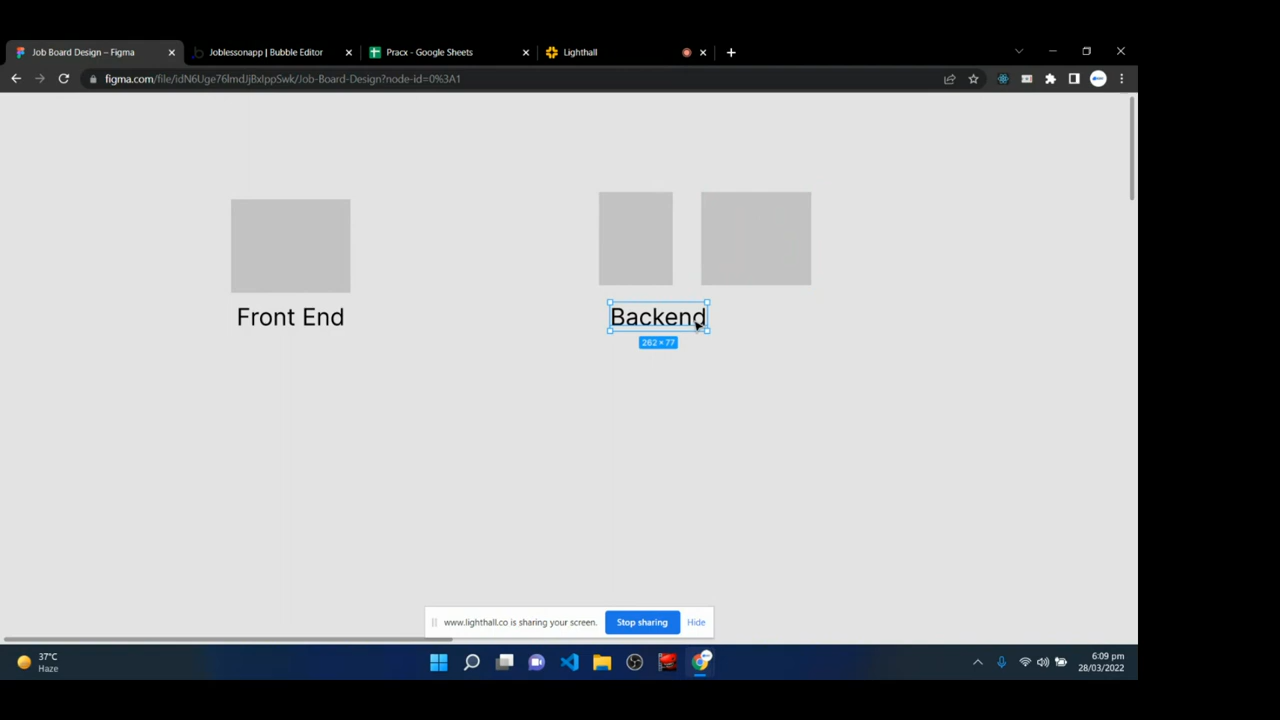 Job Board Design – Figma
Joblessonapp | Bubble Editor
Pracx - Google Sheets
Lighthall
figma.com/file/idN6Uge76lmdJjBxIppSwk/Job-Board-Design?node-id=0%3A1
Front End
Backend
262 × 77
www.lighthall.co is sharing your screen.
Stop sharing
Hide
37°C
Haze
6:09 pm
28/03/2022